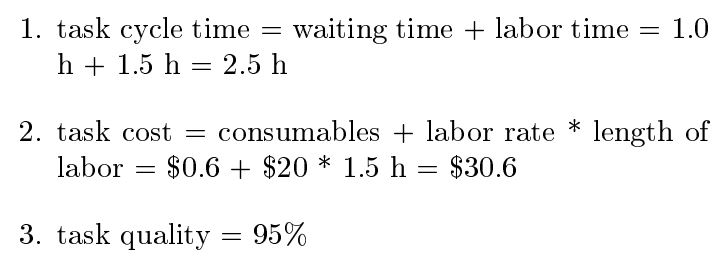 1. task cycle time = waiting time + labor time = 1.0
h + 1.5 h = 2.5 h
2. task cost = consumables + labor rate * length of
labor = $0.6 + $20 * 1.5 h = $30.6
3. task quality = 95%